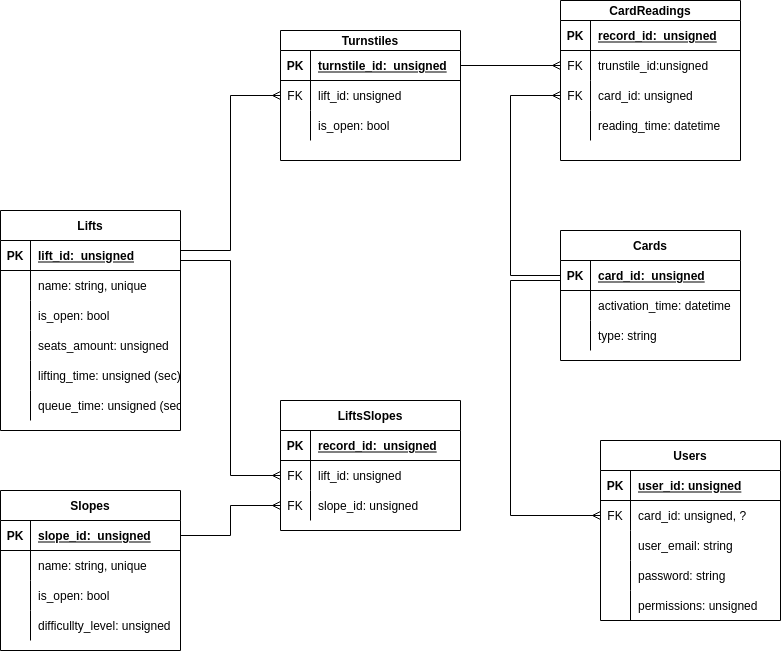 Turnstiles
PK turnstile_id: unsigned
FK lift_id: unsigned
is_open: bool
CardReadings
PK record_id: unsigned
FK trunstile_id:unsigned
FK card_id: unsigned
reading_time: datetime
Lifts
PK lift_id: unsigned
name: string, unique
is_open: bool
seats_amount: unsigned
lifting_time: unsigned (sec)
queue_time: unsigned (sec
Cards
PK card_id: unsigned
activation_time: datetime
type: string
LiftsSlopes
PK record_id: unsigned
FK lift_id: unsigned
FK slope_id: unsigned
Users
PK user_id: unsigned
FK card_id: unsigned, ?
user_email: string
password: string
permissions: unsigned
Slopes
PK slope_id: unsigned
name: string, unique
is_open: bool
difficullty_level: unsigned